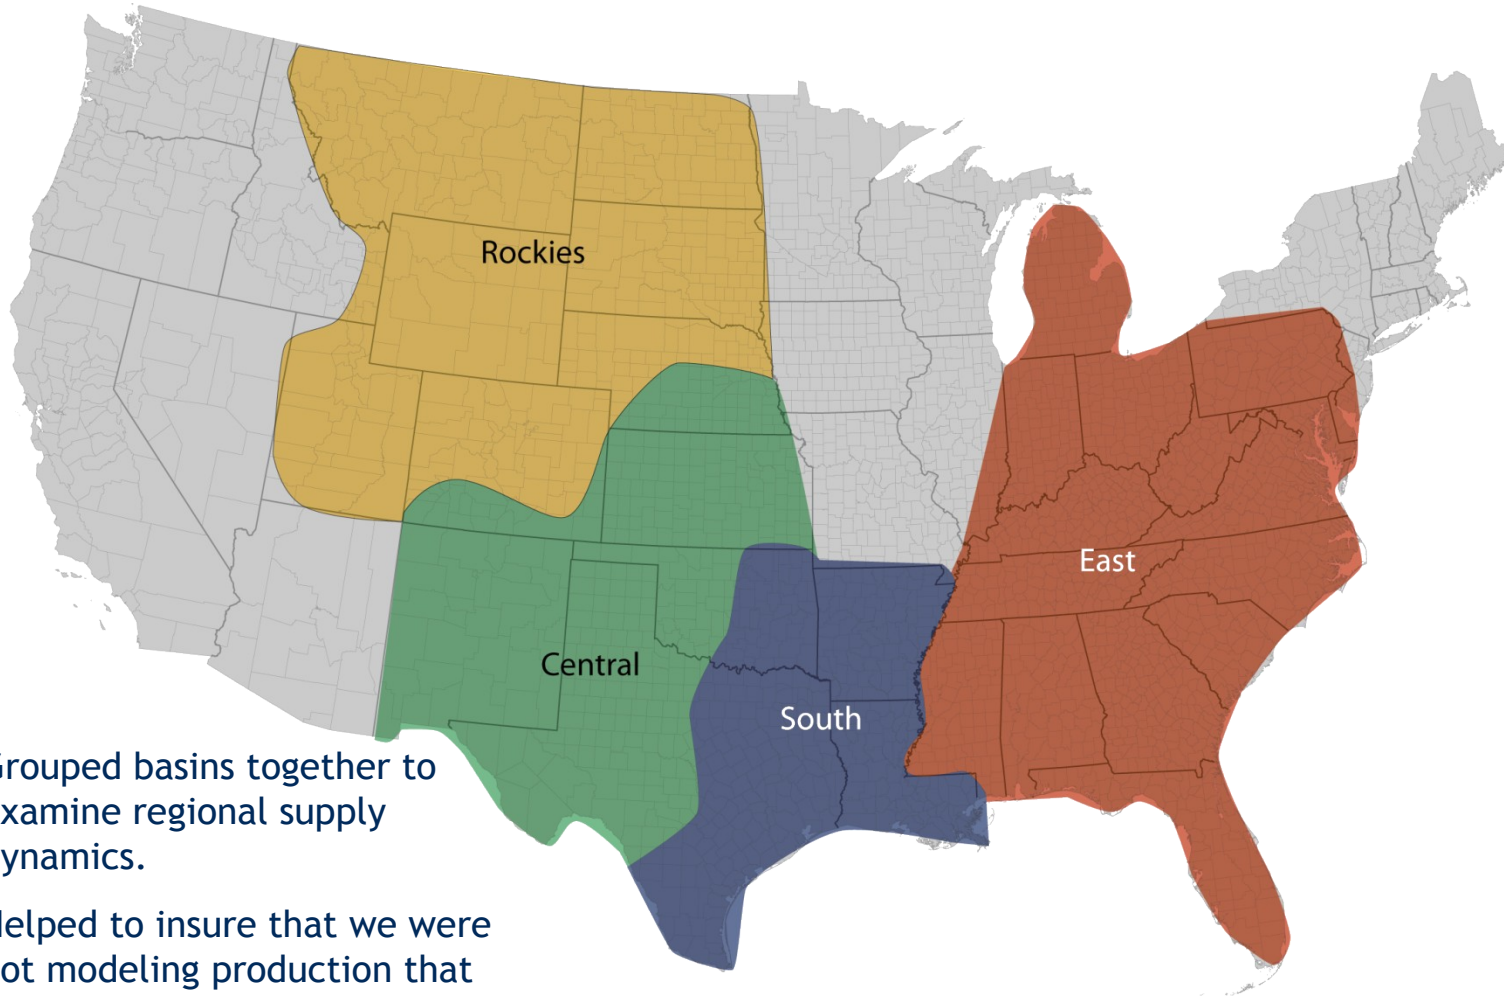 Rockies
East
Central
South
Grouped basins together to
examine regional supply
dynamics.
Helped to insure that we were
not modeling production that